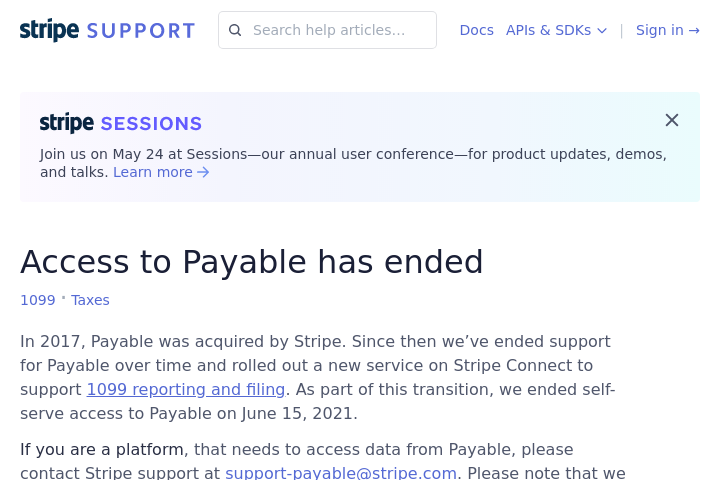 stripe SUPPORT
Search help articles…
Docs APIs & SDKs | Sign in →
stripe SESSIONS
Join us on May 24 at Sessions—our annual user conference—for product updates, demos,
and talks. Learn more →
Access to Payable has ended
1099 • Taxes
In 2017, Payable was acquired by Stripe. Since then we’ve ended support
for Payable over time and rolled out a new service on Stripe Connect to
support 1099 reporting and filing. As part of this transition, we ended self-
serve access to Payable on June 15, 2021.
If you are a platform, that needs to access data from Payable, please
contact Stripe support at support-payable@stripe.com. Please note that we